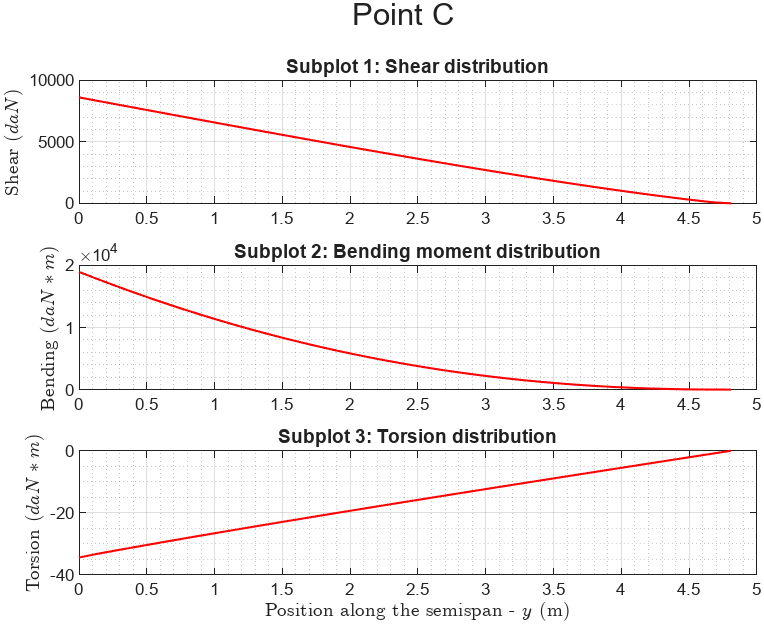 Point C
Subplot 1: Shear distribution
Shear (daN)
10000
5000
0
0 0.5 1 1.5 2 2.5 3 3.5 4 4.5 5
Subplot 2: Bending moment distribution
×10⁴
Bending (daN * m)
2
1
0
0 0.5 1 1.5 2 2.5 3 3.5 4 4.5 5
Subplot 3: Torsion distribution
Torsion (daN * m)
0
-20
-40
0 0.5 1 1.5 2 2.5 3 3.5 4 4.5 5
Position along the semispan - y (m)